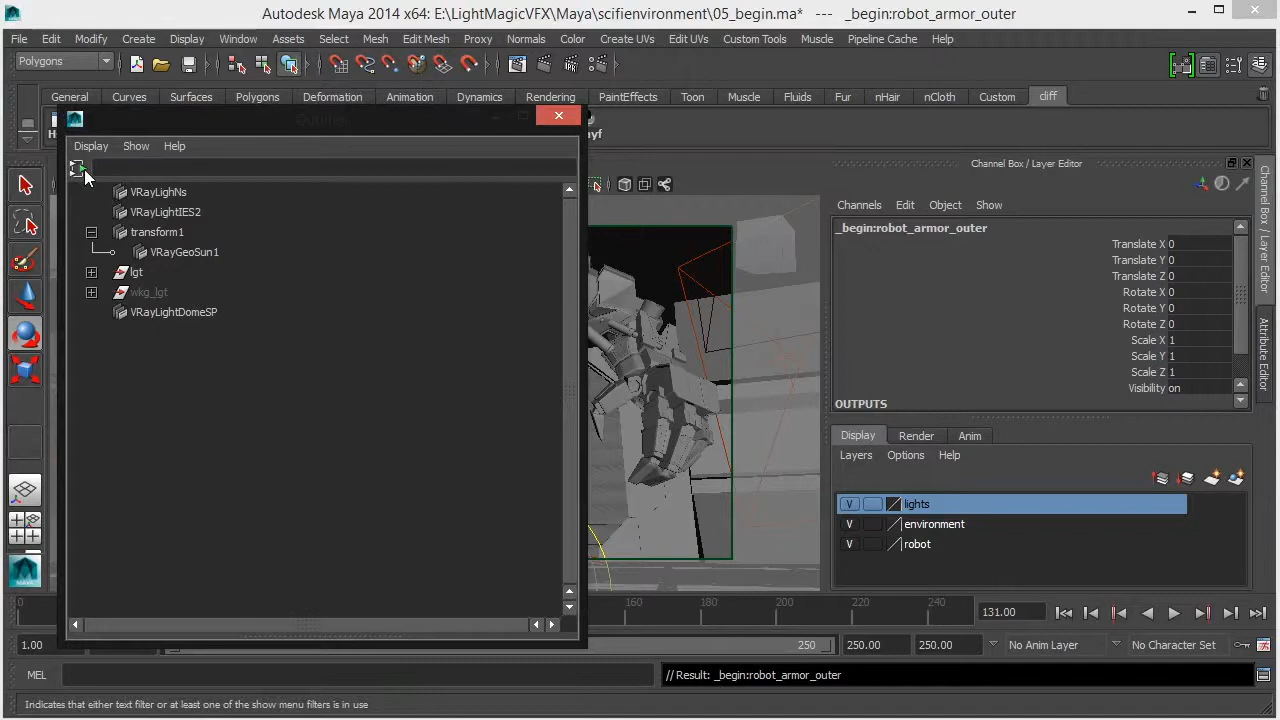 Autodesk Maya 2014 x64: E:\LightMagicVFX\Maya\scifienvironment\05_begin.ma* --- _begin:robot_armor_outer
File Edit Modify Create Display Window Assets Select Mesh Edit Mesh Proxy Normals Color Create UVs Edit UVs Custom Tools Muscle Pipeline Cache Help
Polygons
General Curves Surfaces Polygons Deformation Animation Dynamics Rendering PaintEffects Toon Muscle Fluids Fur nHair nCloth Custom cliff
Outliner
Display Show Help
VRayLighNs
VRayLightIES2
transform1
VRayGeoSun1
lgt
wkg_lgt
VRayLightDomeSP
Channel Box / Layer Editor
Channels Edit Object Show
_begin:robot_armor_outer
Translate X 0
Translate Y 0
Translate Z 0
Rotate X 0
Rotate Y 0
Rotate Z 0
Scale X 1
Scale Y 1
Scale Z 1
Visibility on
OUTPUTS
Display Render Anim
Layers Options Help
V lights
V environment
V robot
Channel Box / Layer Editor
Attribute Editor
0 160 180 200 220 240 131.00
1.00 250 250.00 250.00 No Anim Layer No Character Set
MEL // Result: _begin:robot_armor_outer
Indicates that either text filter or at least one of the show menu filters is in use